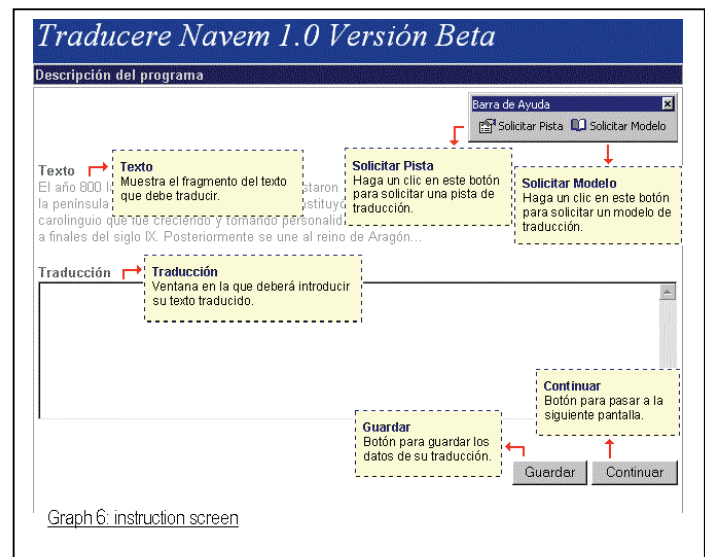 Traducere Navem 1.0 Versión Beta
Descripción del programa
Barra de Ayuda
Solicitar Pista Solicitar Modelo
Texto
Texto
Muestra el fragmento del texto
que debe traducir.
Solicitar Pista
Haga un clic en este botón
para solicitar una pista de
traducción.
Solicitar Modelo
Haga un clic en este botón
para solicitar un modelo de
traducción.
El año 800 staron
la península
carolinguio que fue creciendo y tomando
a finales del siglo IX. Posteriormente se une al reino de Aragón...
Traducción
Traducción
Ventana en la que deberá introducir
su texto traducido.
Continuar
Botón para pasar a la
siguiente pantalla.
Guardar
Botón para guardar los
datos de su traducción.
Guardar Continuar
Graph 6: instruction screen